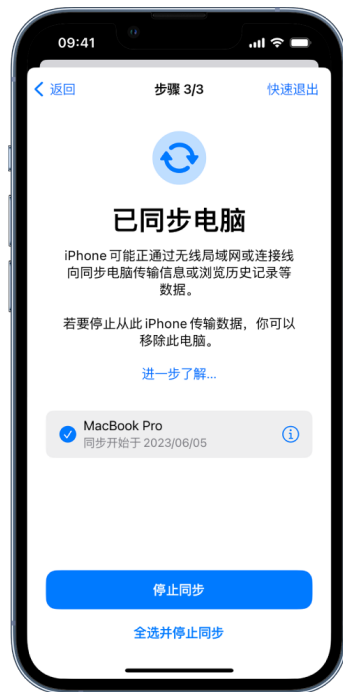 09:41
返回
步骤 3/3
快速退出
已同步电脑
iPhone 可能正通过无线局域网或连接线
向同步电脑传输信息或浏览历史记录等
数据。
若要停止从此 iPhone 传输数据，你可以
移除此电脑。
进一步了解...
MacBook Pro
同步开始于 2023/06/05
停止同步
全选并停止同步